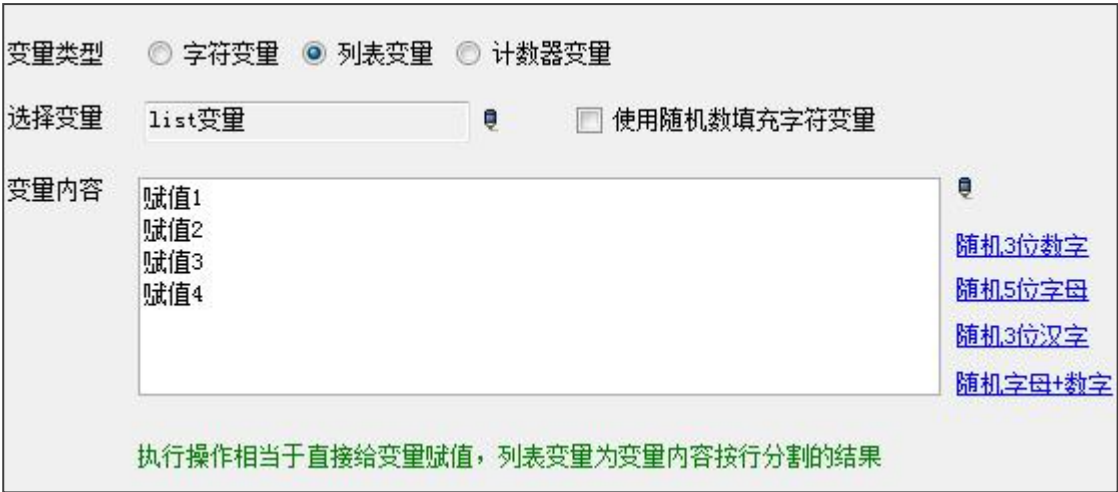 变量类型 字符变量 列表变量 计数器变量
选择变量 list变量 使用随机数填充字符变量
变量内容
赋值1
赋值2
赋值3
赋值4
随机3位数字
随机5位字母
随机3位汉字
随机字母+数字
执行操作相当于直接给变量赋值，列表变量为变量内容按行分割的结果